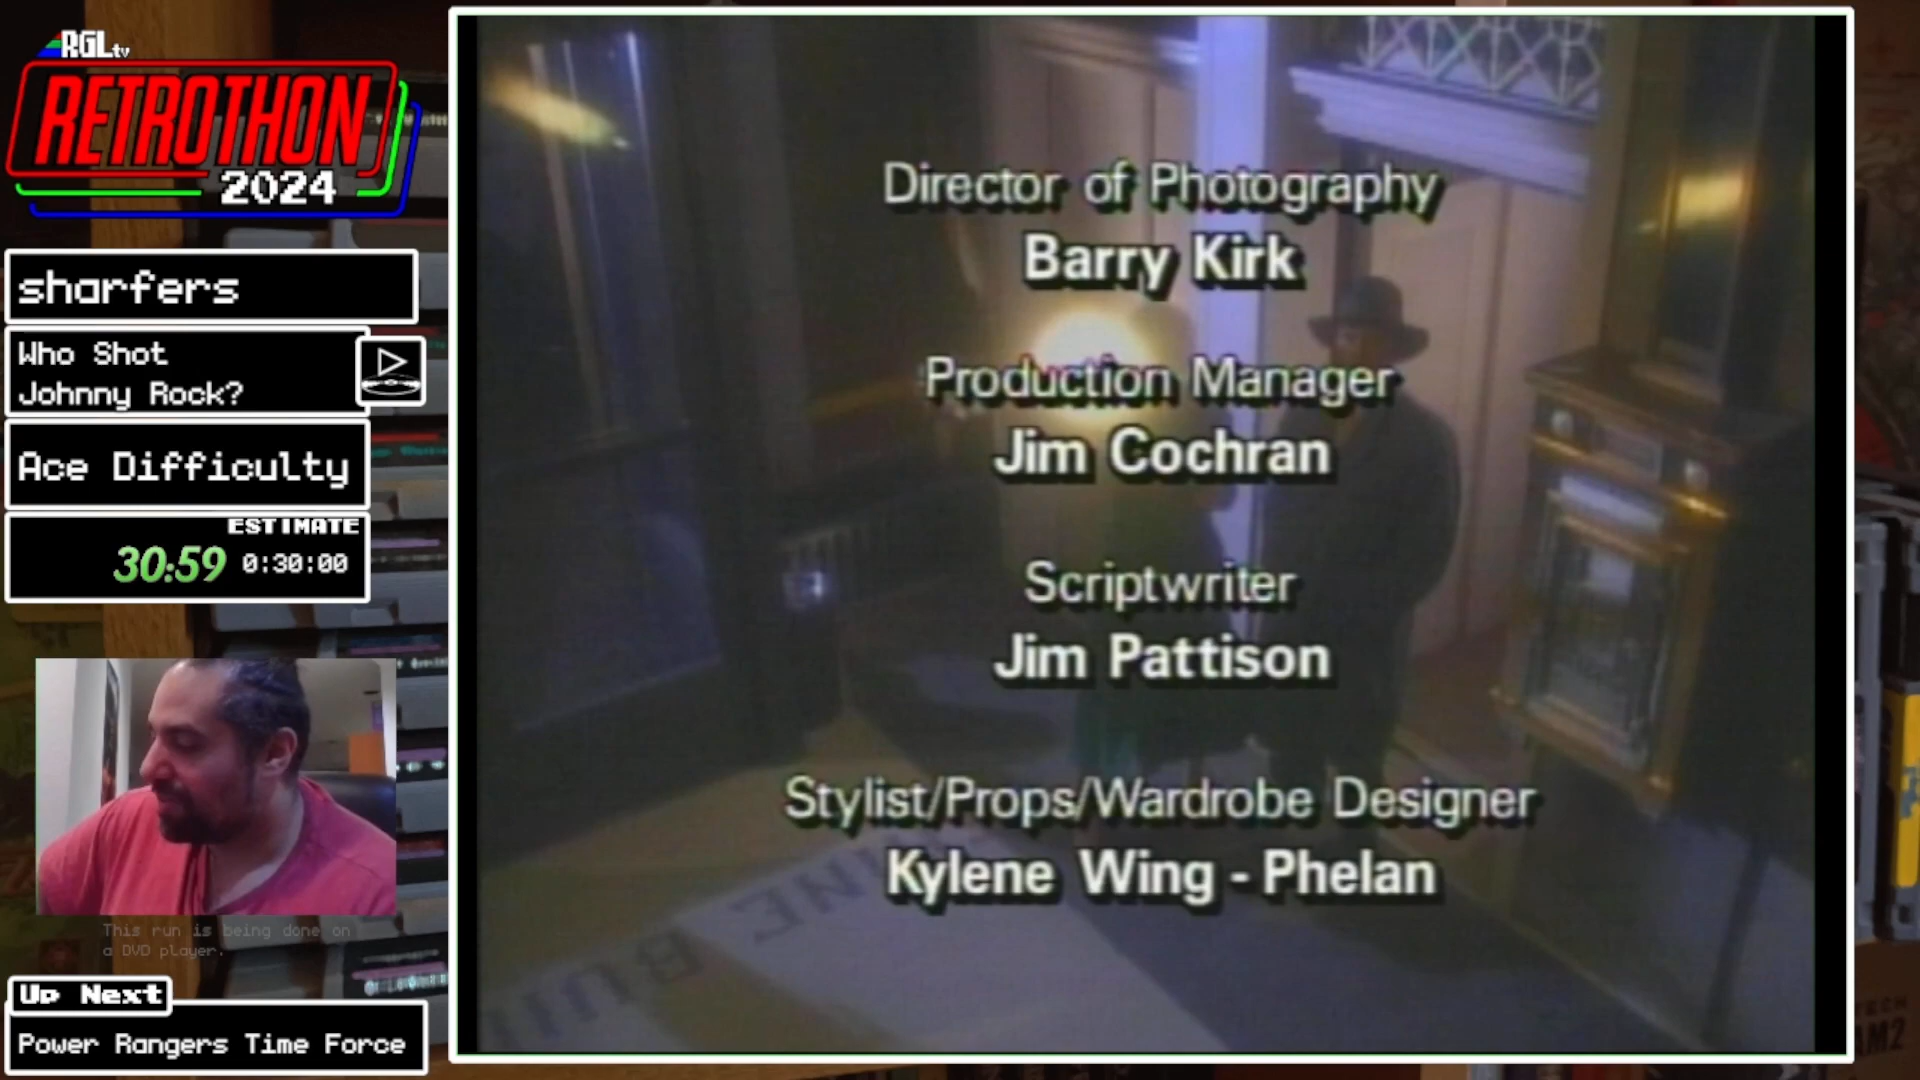 RGLtv
RETROTHON
2024
sharfers
Who Shot
Johnny Rock?
Ace Difficulty
ESTIMATE
30:59 0:30:00
This run is being done on
a DVD player.
Up Next
Power Rangers Time Force
Director of Photography
Barry Kirk
Production Manager
Jim Cochran
Scriptwriter
Jim Pattison
Stylist/Props/Wardrobe Designer
Kylene Wing - Phelan